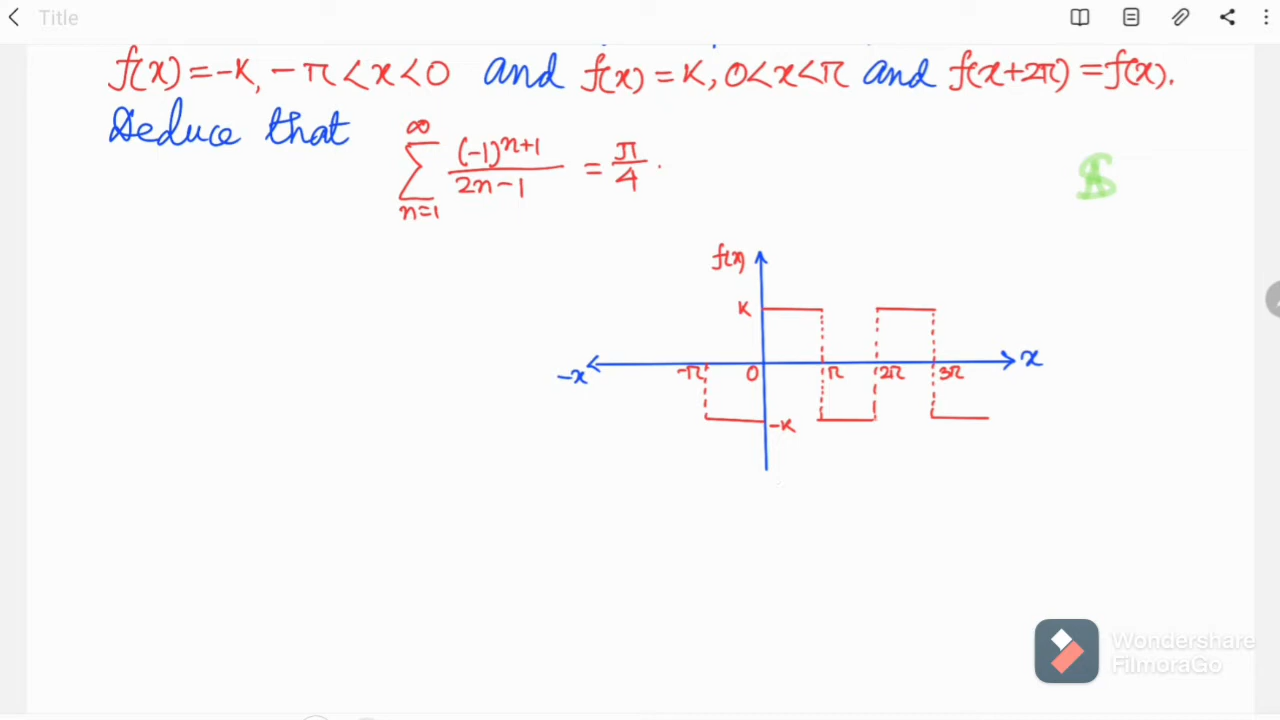 Title
f(x) = -K, -π < x < 0 and f(x) = K, 0 < x < π and f(x+2π) = f(x).
Deduce that ∞ ∑ n=1 (-1)^(n+1) / (2n-1) = π/4 .
$
f(x)
K
-x -π 0 π 2π 3π x
-K
Wondershare
FilmoraGo